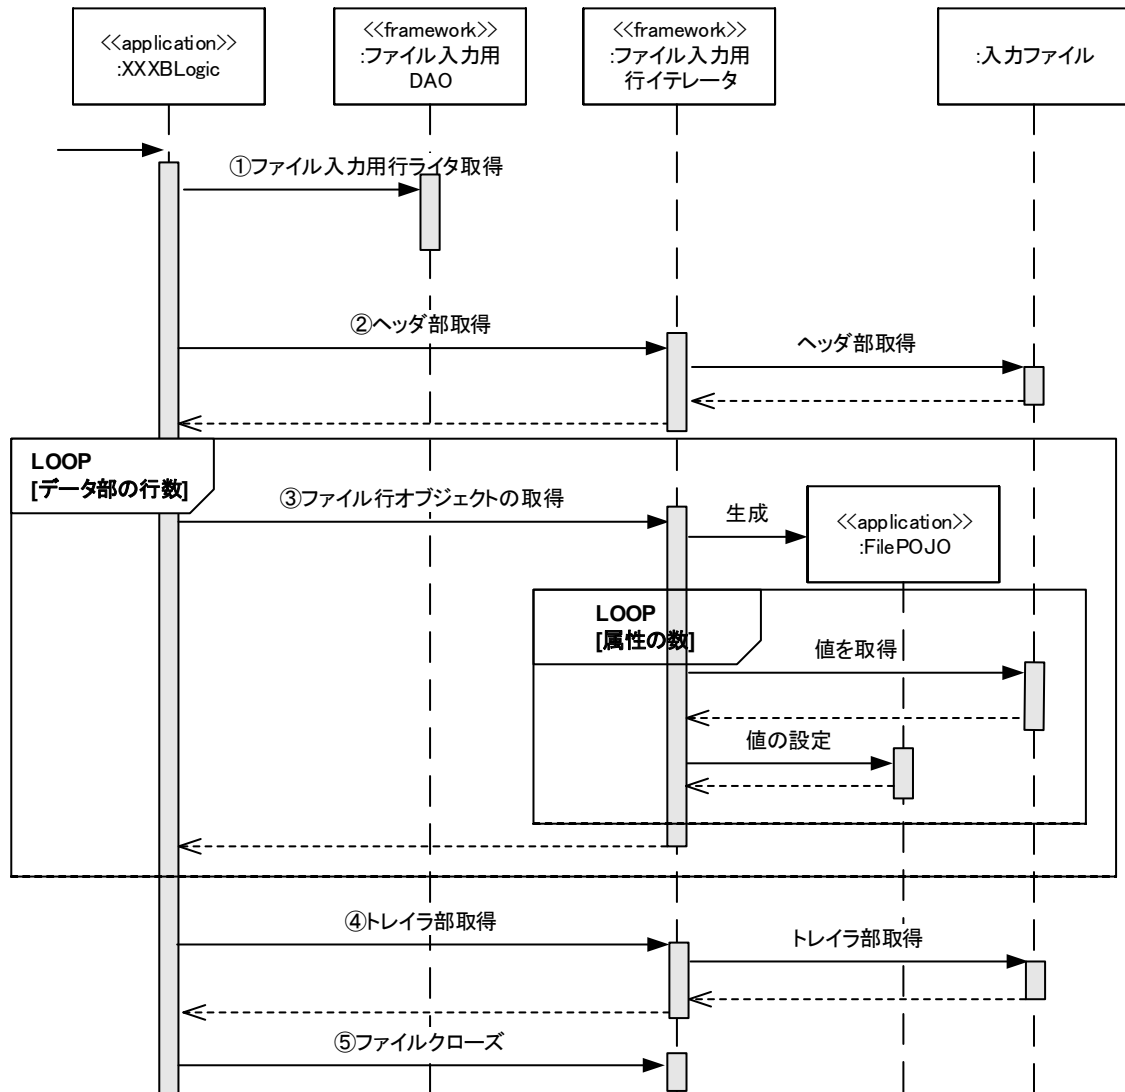 <<application>>
:XXXBLogic
<<framework>>
:ファイル入力用
DAO
<<framework>>
:ファイル入力用
行イテレータ
:入力ファイル
①ファイル入力用行ライタ取得
②ヘッダ部取得
ヘッダ部取得
LOOP
[データ部の行数]
③ファイル行オブジェクトの取得
生成
<<application>>
:FilePOJO
LOOP
[属性の数]
値を取得
値の設定
④トレイラ部取得
トレイラ部取得
⑤ファイルクローズ